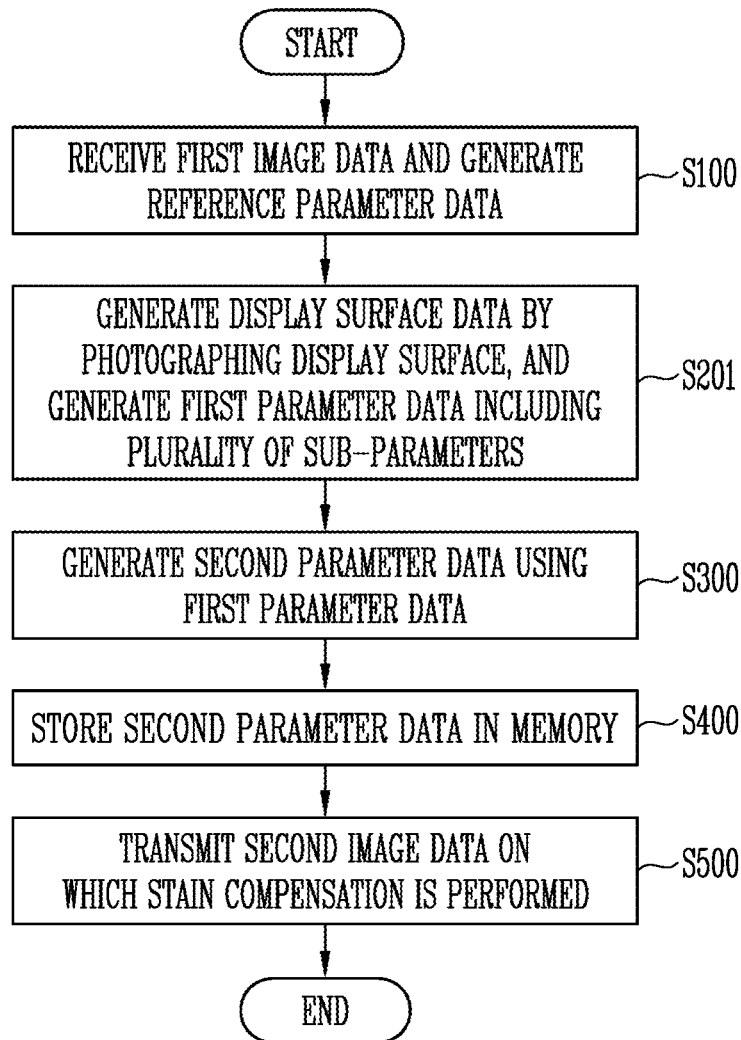 START
RECEIVE FIRST IMAGE DATA AND GENERATE
REFERENCE PARAMETER DATA
S100
GENERATE DISPLAY SURFACE DATA BY
PHOTOGRAPHING DISPLAY SURFACE, AND
GENERATE FIRST PARAMETER DATA INCLUDING
PLURALITY OF SUB-PARAMETERS
S201
GENERATE SECOND PARAMETER DATA USING
FIRST PARAMETER DATA
S300
STORE SECOND PARAMETER DATA IN MEMORY
S400
TRANSMIT SECOND IMAGE DATA ON
WHICH STAIN COMPENSATION IS PERFORMED
S500
END